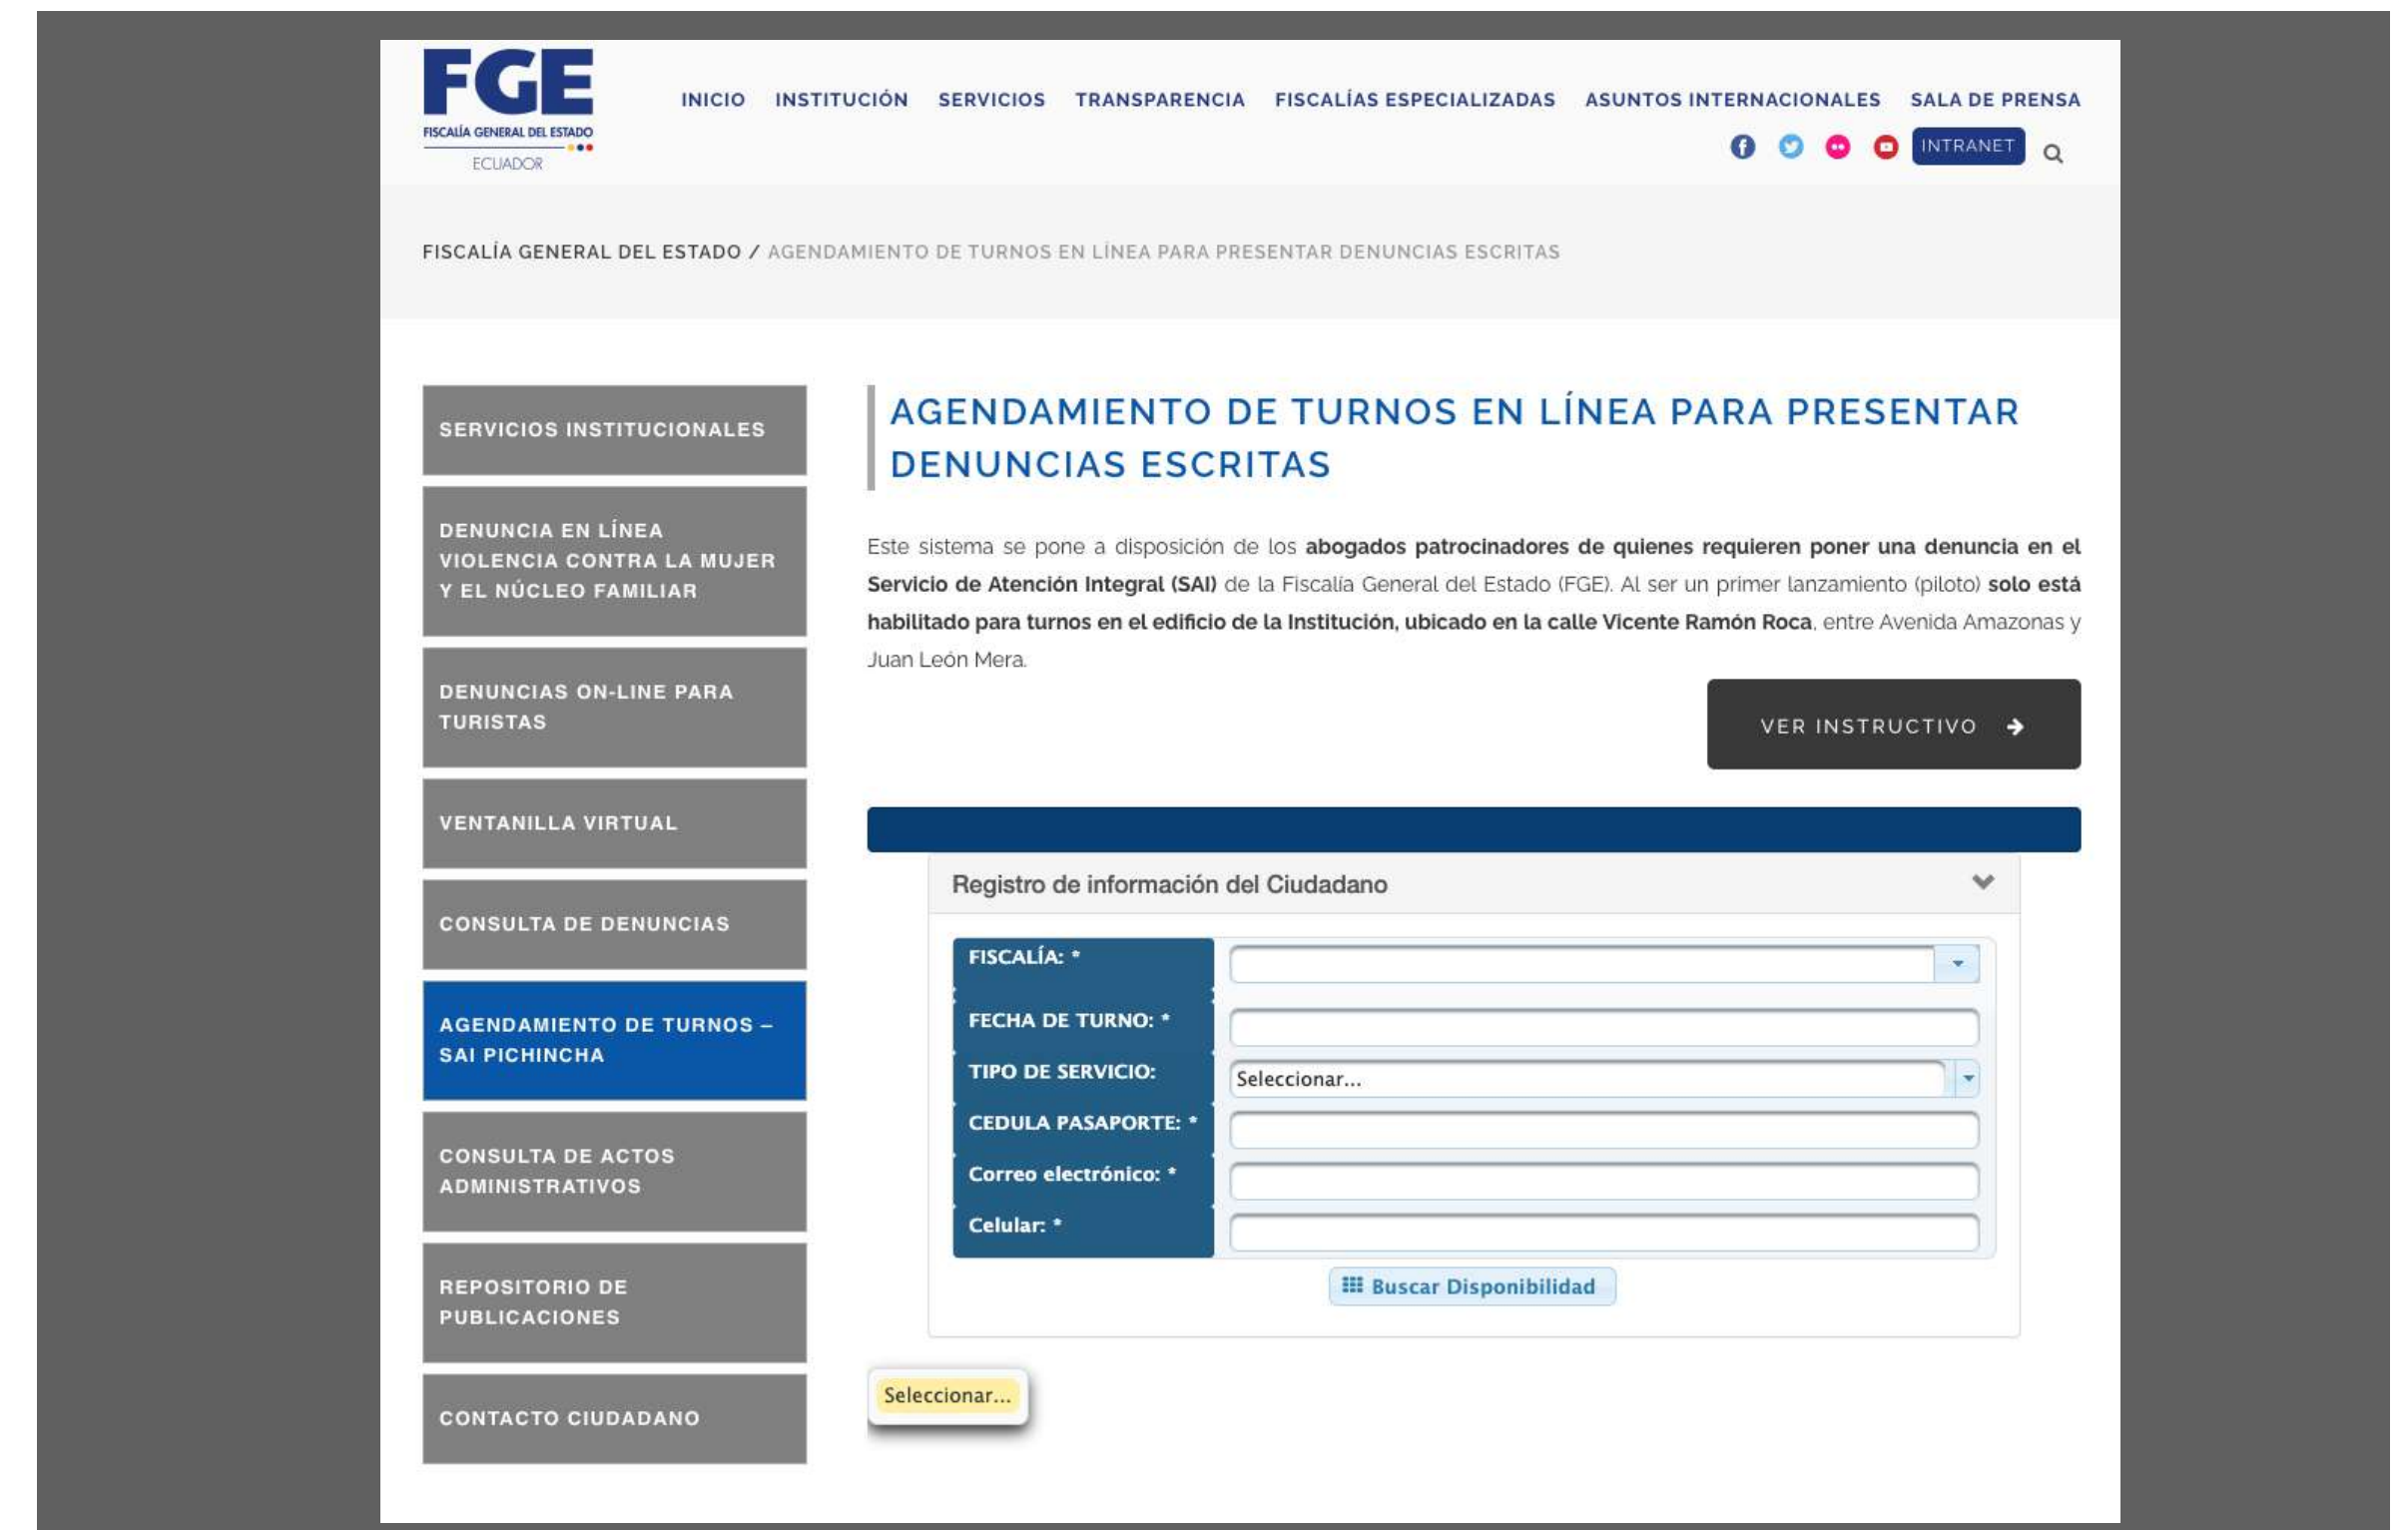 FGE
FISCALÍA GENERAL DEL ESTADO
ECUADOR
INICIO INSTITUCIÓN SERVICIOS TRANSPARENCIA FISCALÍAS ESPECIALIZADAS ASUNTOS INTERNACIONALES SALA DE PRENSA
INTRANET
FISCALÍA GENERAL DEL ESTADO / AGENDAMIENTO DE TURNOS EN LÍNEA PARA PRESENTAR DENUNCIAS ESCRITAS
SERVICIOS INSTITUCIONALES
DENUNCIA EN LÍNEA
VIOLENCIA CONTRA LA MUJER
Y EL NÚCLEO FAMILIAR
DENUNCIAS ON-LINE PARA
TURISTAS
VENTANILLA VIRTUAL
CONSULTA DE DENUNCIAS
AGENDAMIENTO DE TURNOS –
SAI PICHINCHA
CONSULTA DE ACTOS
ADMINISTRATIVOS
REPOSITORIO DE
PUBLICACIONES
CONTACTO CIUDADANO
AGENDAMIENTO DE TURNOS EN LÍNEA PARA PRESENTAR
DENUNCIAS ESCRITAS
Este sistema se pone a disposición de los abogados patrocinadores de quienes requieren poner una denuncia en el
Servicio de Atención Integral (SAI) de la Fiscalía General del Estado (FGE). Al ser un primer lanzamiento (piloto) solo está
habilitado para turnos en el edificio de la Institución, ubicado en la calle Vicente Ramón Roca, entre Avenida Amazonas y
Juan León Mera.
VER INSTRUCTIVO
Registro de información del Ciudadano
FISCALÍA: *
FECHA DE TURNO: *
TIPO DE SERVICIO:
Seleccionar...
CEDULA PASAPORTE: *
Correo electrónico: *
Celular: *
Buscar Disponibilidad
Seleccionar...